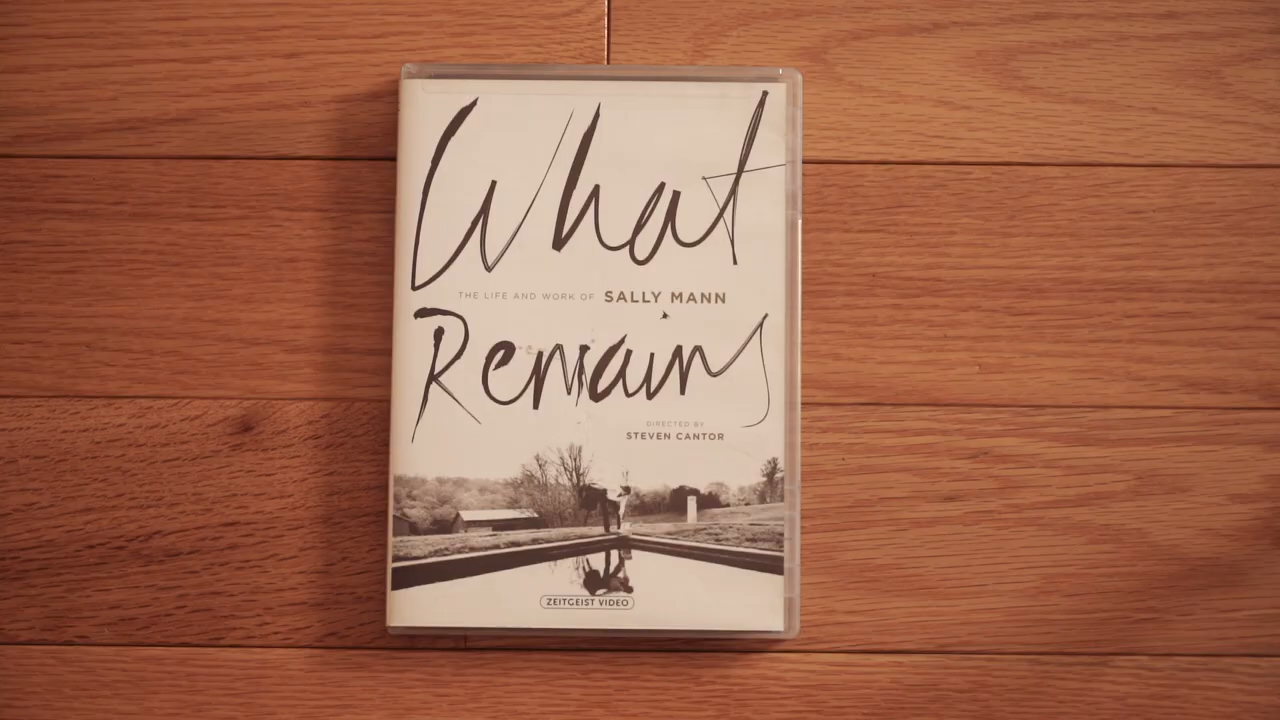 What
THE LIFE AND WORK OF SALLY MANN
Remains
DIRECTED BY
STEVEN CANTOR
ZEITGEIST VIDEO